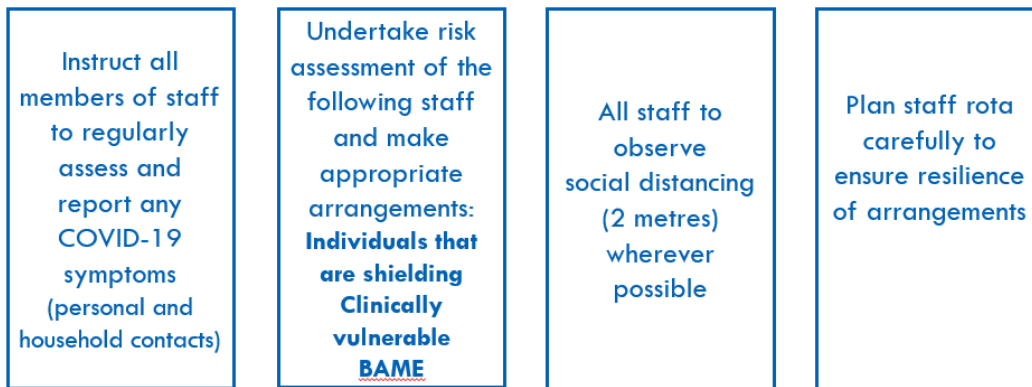 Instruct all
members of staff
to regularly
assess and
report any
COVID-19
symptoms
(personal and
household contacts)
Undertake risk
assessment of the
following staff
and make
appropriate
arrangements:
Individuals that
are shielding
Clinically
vulnerable
BAME
All staff to
observe
social distancing
(2 metres)
wherever
possible
Plan staff rota
carefully to
ensure resilience
of arrangements